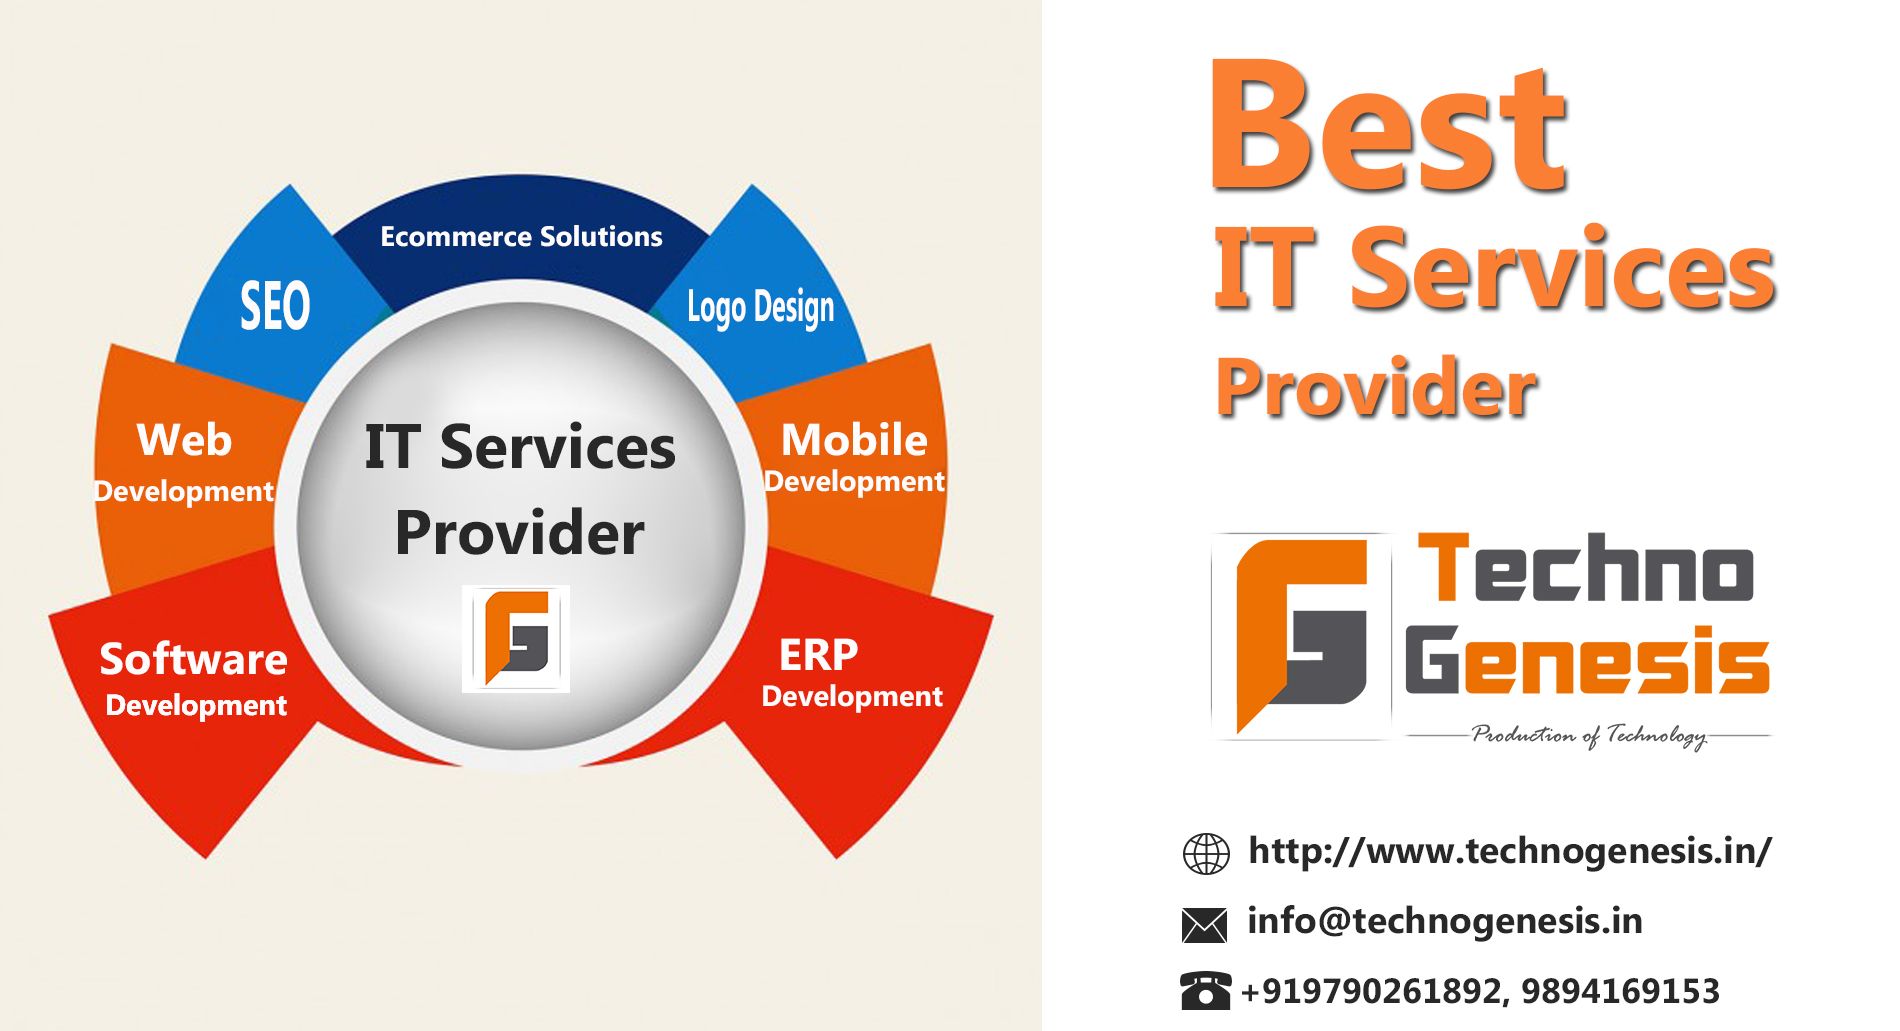 Ecommerce Solutions
SEO
Logo Design
Web
Development
Mobile
Development
Software
Development
ERP
Development
IT Services
Provider
Best
IT Services
Provider
Techno
Genesis
Production of Technology
http://www.technogenesis.in/
info@technogenesis.in
+919790261892, 9894169153